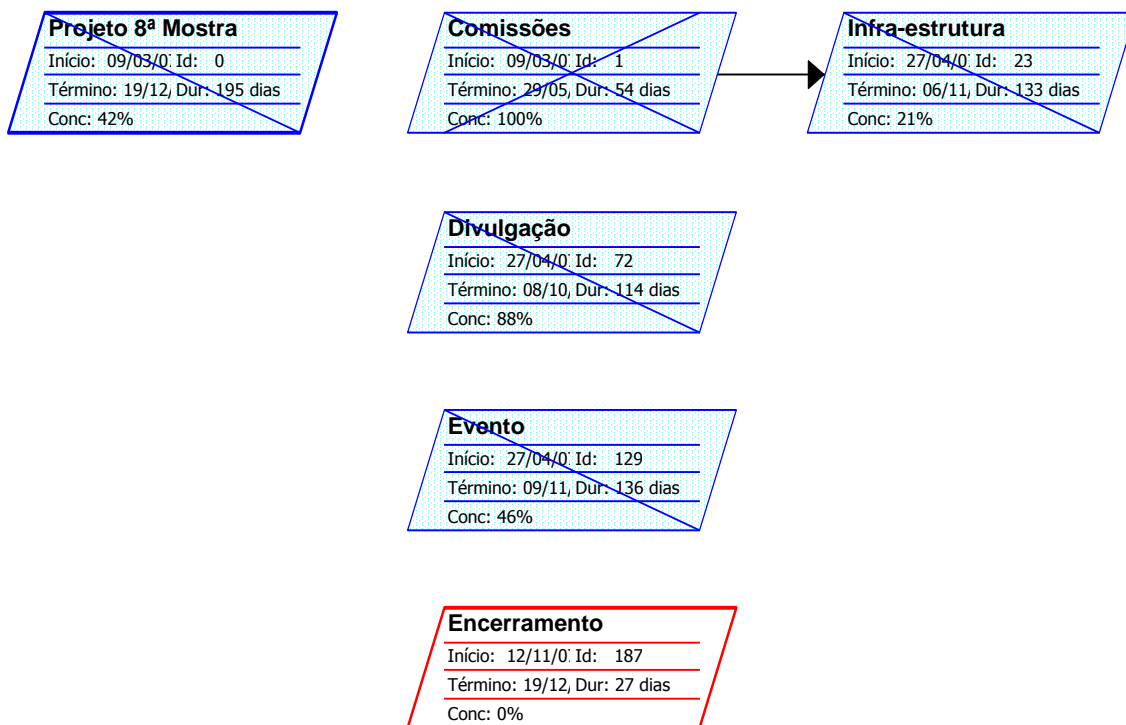 Projeto 8ª Mostra
Início: 09/03/0 Id: 0
Término: 19/12/ Dur: 195 dias
Conc: 42%
Comissões
Início: 09/03/0 Id: 1
Término: 29/05/ Dur: 54 dias
Conc: 100%
Infra-estrutura
Início: 27/04/0 Id: 23
Término: 06/11/ Dur: 133 dias
Conc: 21%
Divulgação
Início: 27/04/0 Id: 72
Término: 08/10/ Dur: 114 dias
Conc: 88%
Evento
Início: 27/04/0 Id: 129
Término: 09/11/ Dur: 136 dias
Conc: 46%
Encerramento
Início: 12/11/0 Id: 187
Término: 19/12/ Dur: 27 dias
Conc: 0%